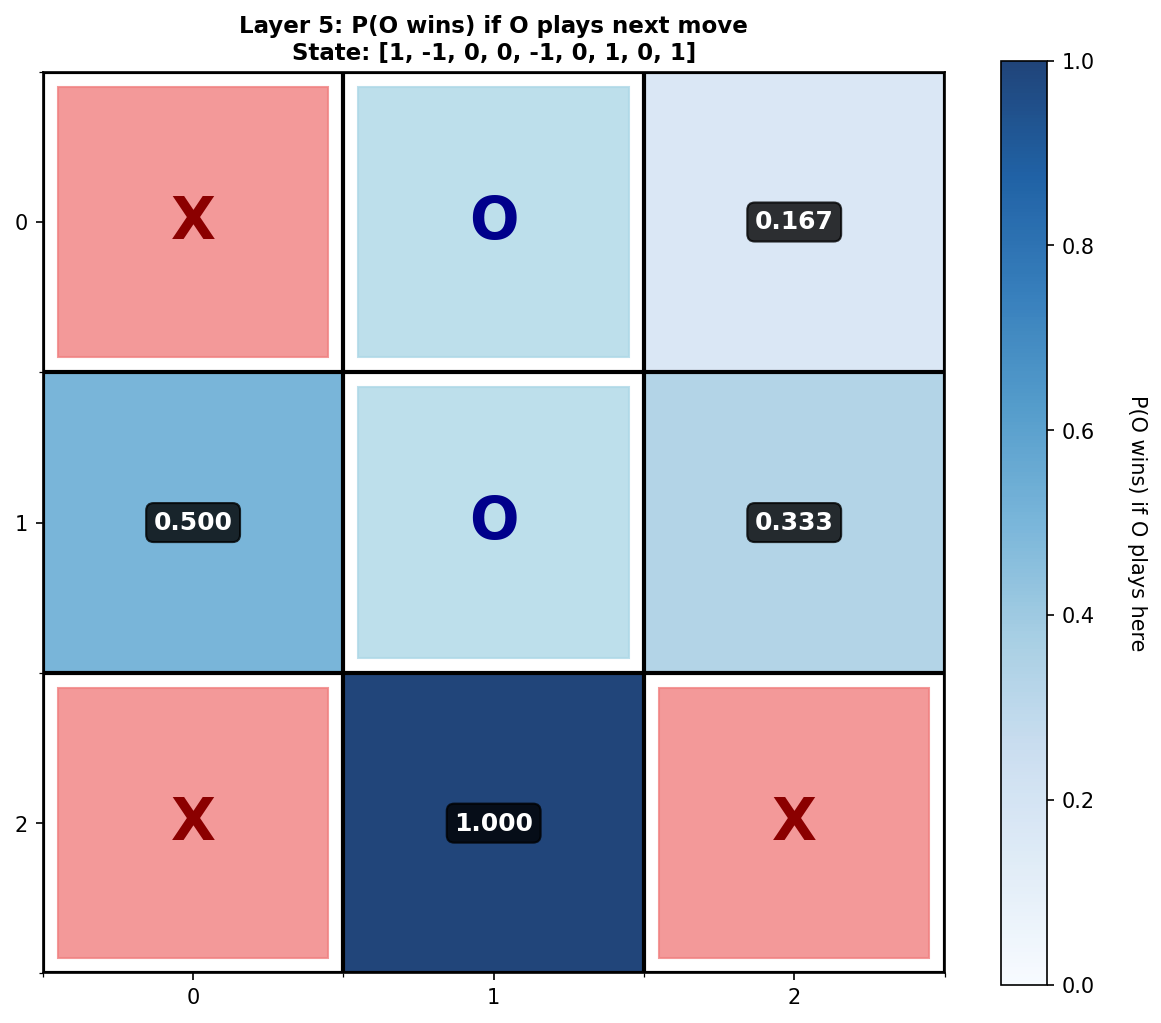 Layer 5: P(O wins) if O plays next move
State: [1, -1, 0, 0, -1, 0, 1, 0, 1]
X
O
0.167
0.500
O
0.333
X
1.000
X
0
1
2
0
1
2
1.0
0.8
0.6
0.4
0.2
0.0
P(O wins) if O plays here